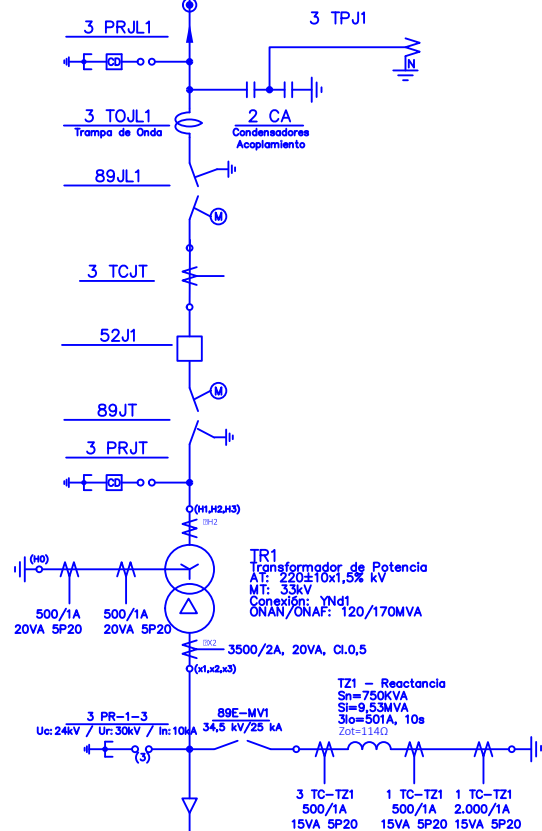 3 PRJL1
3 TPJ1
CD
N
3 TOJL1
Trampa de Onda
2 CA
Condensadores
Acoplamiento
89JL1
M
3 TCJT
52J1
M
89JT
3 PRJT
CD
(H1,H2,H3)
H2
(H0)
TR1
Transformador de Potencia
AT: 220±10x1,5% kV
MT: 33kV
Conexión: YNd1
ONAN/ONAF: 120/170MVA
500/1A
20VA 5P20
500/1A
20VA 5P20
X2
3500/2A, 20VA, Cl.0,5
(x1,x2,x3)
TZ1 - Reactancia
Sn=750KVA
Si=9,53MVA
3Io=501A, 10s
Zot=114Ω
3 PR-1-3
Uc: 24kV / Ur: 30kV / In: 10kA
89E-MV1
34,5 kV/25 kA
(3)
3 TC-TZ1
500/1A
15VA 5P20
1 TC-TZ1
500/1A
15VA 5P20
1 TC-TZ1
2.000/1A
15VA 5P20